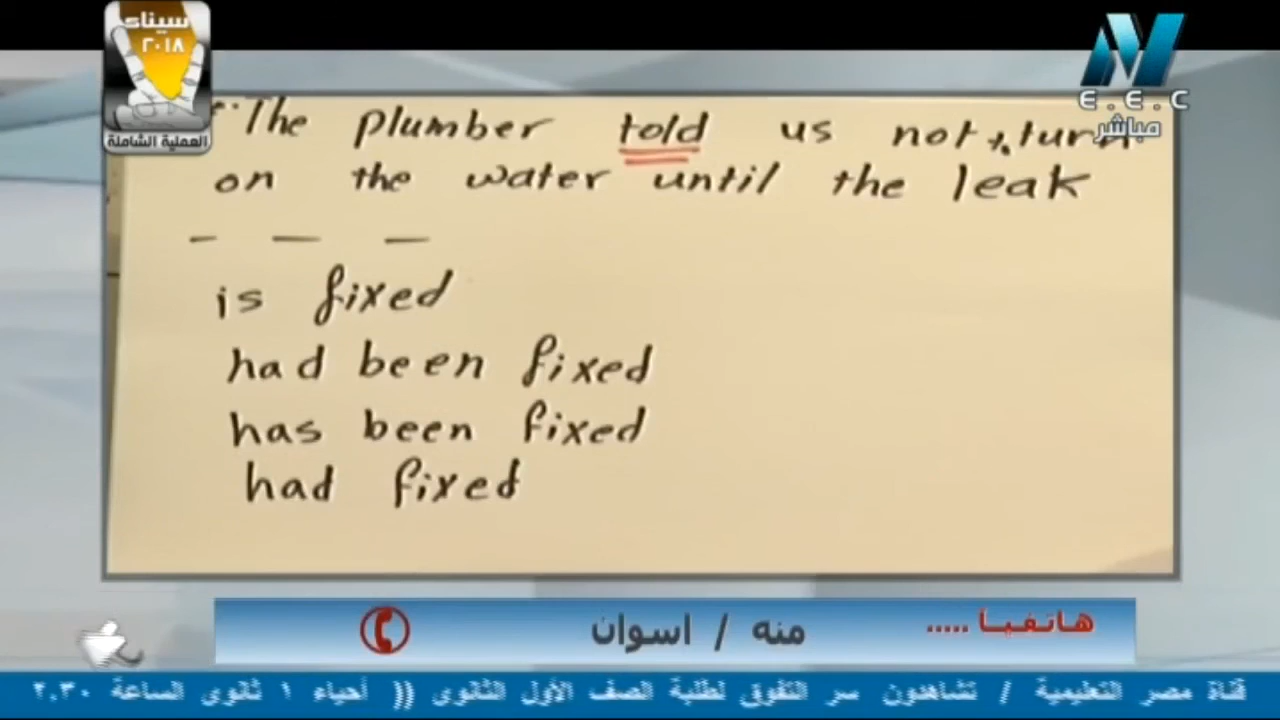 سيناء
٢٠١٨
العملية الشاملة
E.E.C
مباشر
The plumber told us not to turn
on the water until the leak
_ _ _
is fixed
had been fixed
has been fixed
had fixed
هاتفياً .....
منه / اسوان
قناة مصر التعليمية / تشاهدون سر التفوق لطلبة الصف الأول الثانوى (( أحياء ١ ثانوى الساعة ٢.٣٠